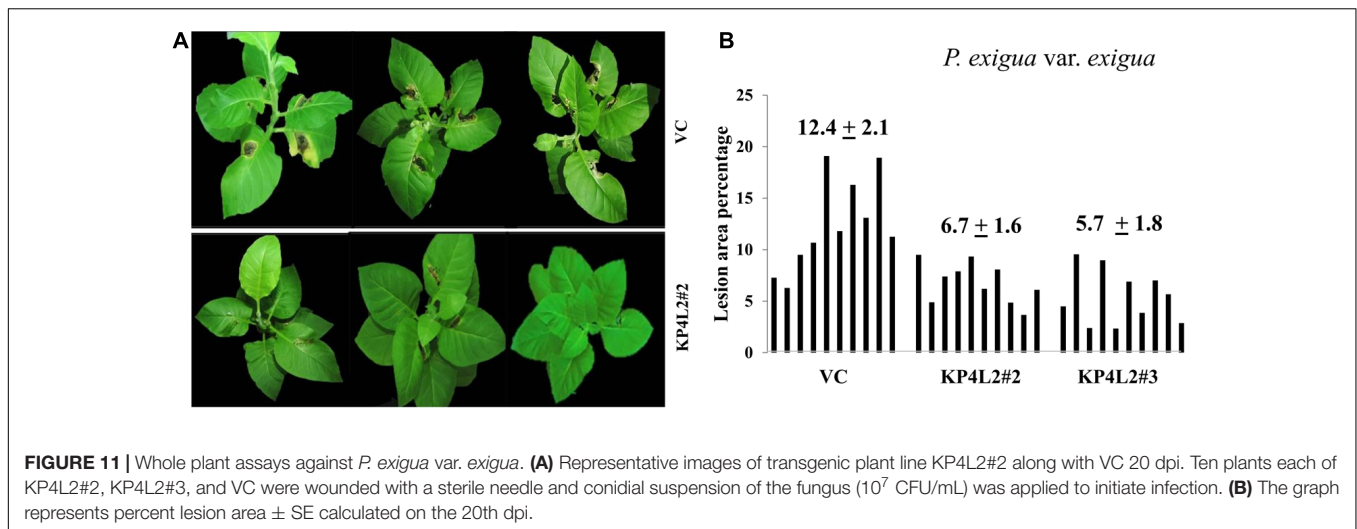 A
VC
KP4L2#2
B
P. exigua var. exigua
Lesion area percentage
25
20
15
10
5
0
12.4 ± 2.1
6.7 ± 1.6
5.7 ± 1.8
VC
KP4L2#2
KP4L2#3
FIGURE 11 | Whole plant assays against P. exigua var. exigua. (A) Representative images of transgenic plant line KP4L2#2 along with VC 20 dpi. Ten plants each of
KP4L2#2, KP4L2#3, and VC were wounded with a sterile needle and conidial suspension of the fungus (10⁷ CFU/mL) was applied to initiate infection. (B) The graph
represents percent lesion area ± SE calculated on the 20th dpi.